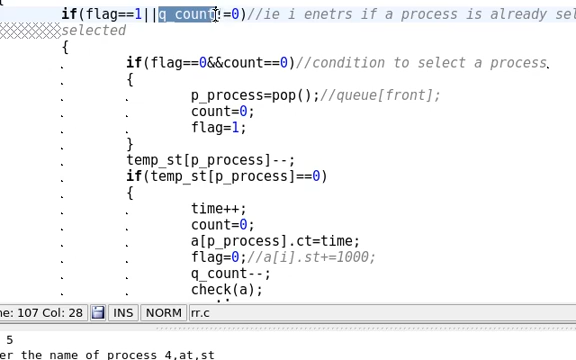 if(flag==1||q_count!=0)//ie i enetrs if a process is already sel
selected
{
if(flag==0&&count==0)//condition to select a process
{
p_process=pop();//queue[front];
count=0;
flag=1;
}
temp_st[p_process]--;
if(temp_st[p_process]==0)
{
time++;
count=0;
a[p_process].ct=time;
flag=0;//a[i].st+=1000;
q_count--;
check(a);
ne: 107 Col: 28 INS NORM rr.c
5
er the name of process 4,at,st